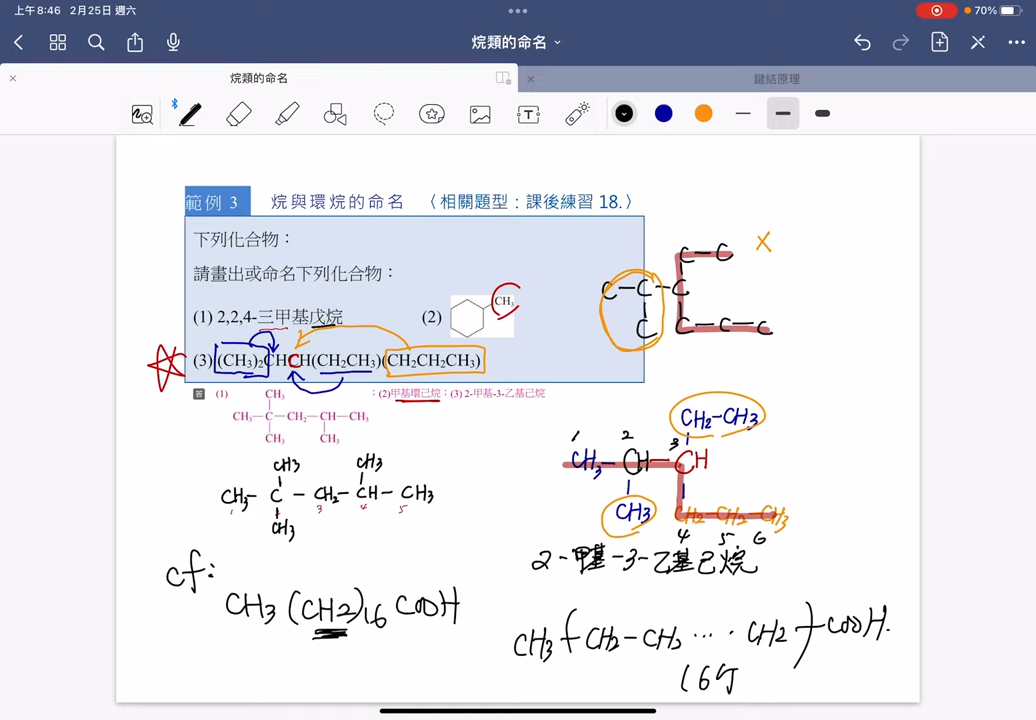 上午8:46 2月25日 週六
70%
烷類的命名
烷類的命名
鍵結原理
範例 3 烷與環烷的命名 〈相關題型：課後練習 18.〉
下列化合物：
請畫出或命名下列化合物：
(1) 2,2,4-三甲基戊烷 (2) CH₃
(3) (CH₃)₂CHCH(CH₂CH₃)(CH₂CH₂CH₃)
答 (1) ；(2)甲基環己烷；(3) 2-甲基-3-乙基己烷
CH₃
CH₃—C—CH₂—CH—CH₃
CH₃ CH₃
CH3 CH3
CH3- C - CH2- CH - CH3
1 3 4 5
CH3
C-C X
C-C-C
C C-C-C
CH2-CH3
1 2 3
CH3-CH-CH
CH3 CH2 CH2 CH3
4 5 6
2-甲基-3-乙基己烷
cf:
CH3(CH2)16COOH
CH3(CH2-CH2....CH2)COOH.
16個